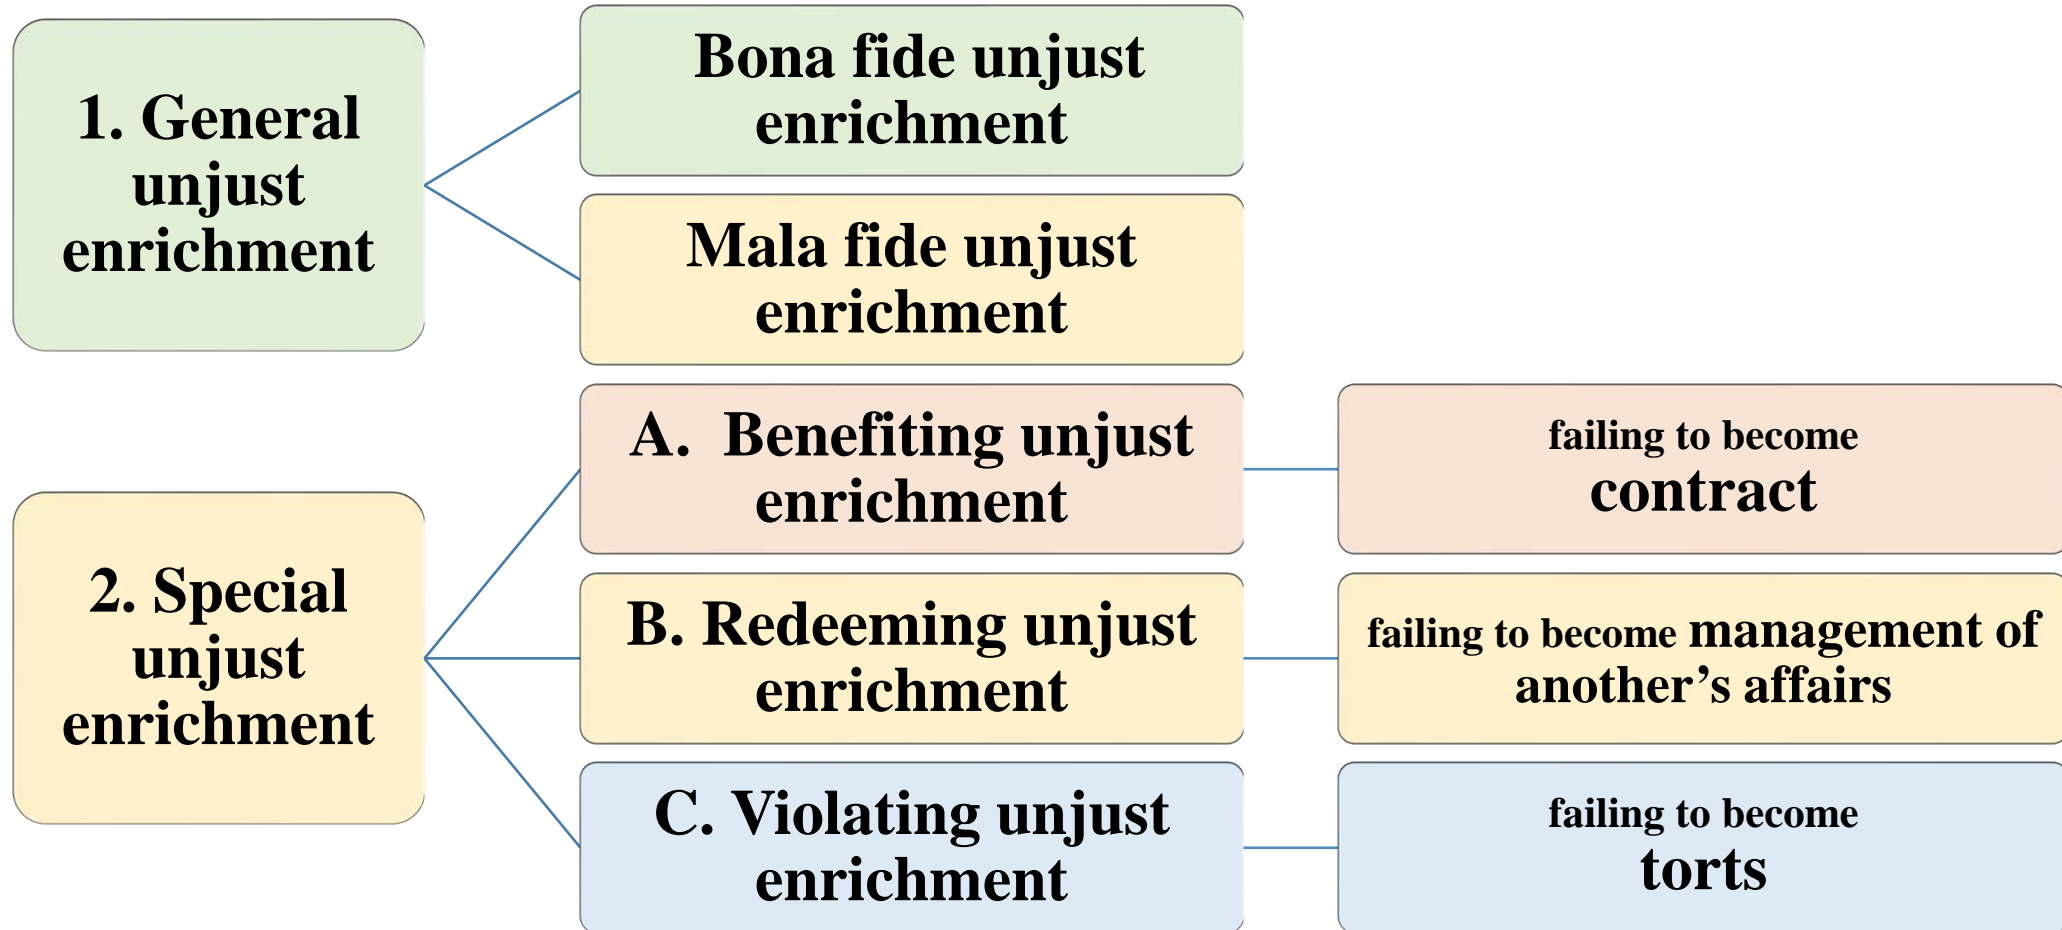 1. General
unjust
enrichment
Bona fide unjust
enrichment
Mala fide unjust
enrichment
2. Special
unjust
enrichment
A. Benefiting unjust
enrichment
failing to become
contract
B. Redeeming unjust
enrichment
failing to become management of
another’s affairs
C. Violating unjust
enrichment
failing to become
torts